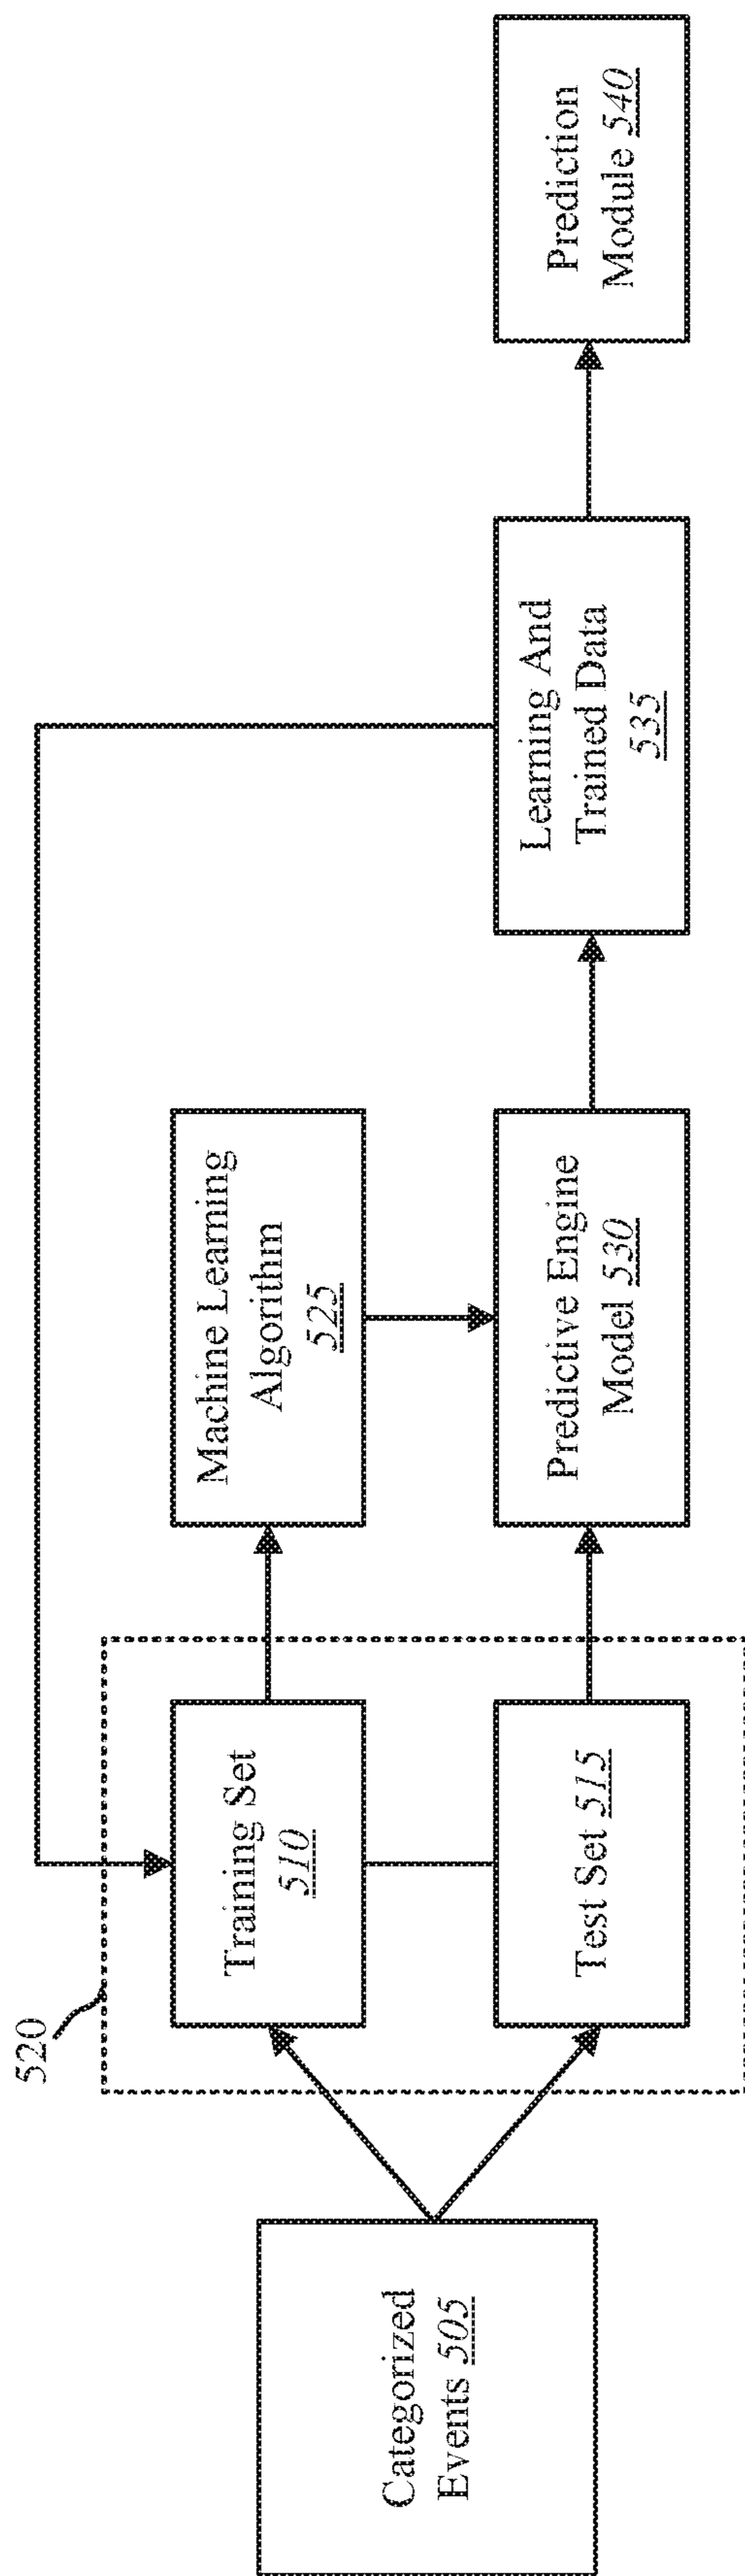 Categorized
Events 505
520
Training Set
510
Test Set 515
Machine Learning
Algorithm
525
Predictive Engine
Model 530
Learning And
Trained Data
535
Prediction
Module 540